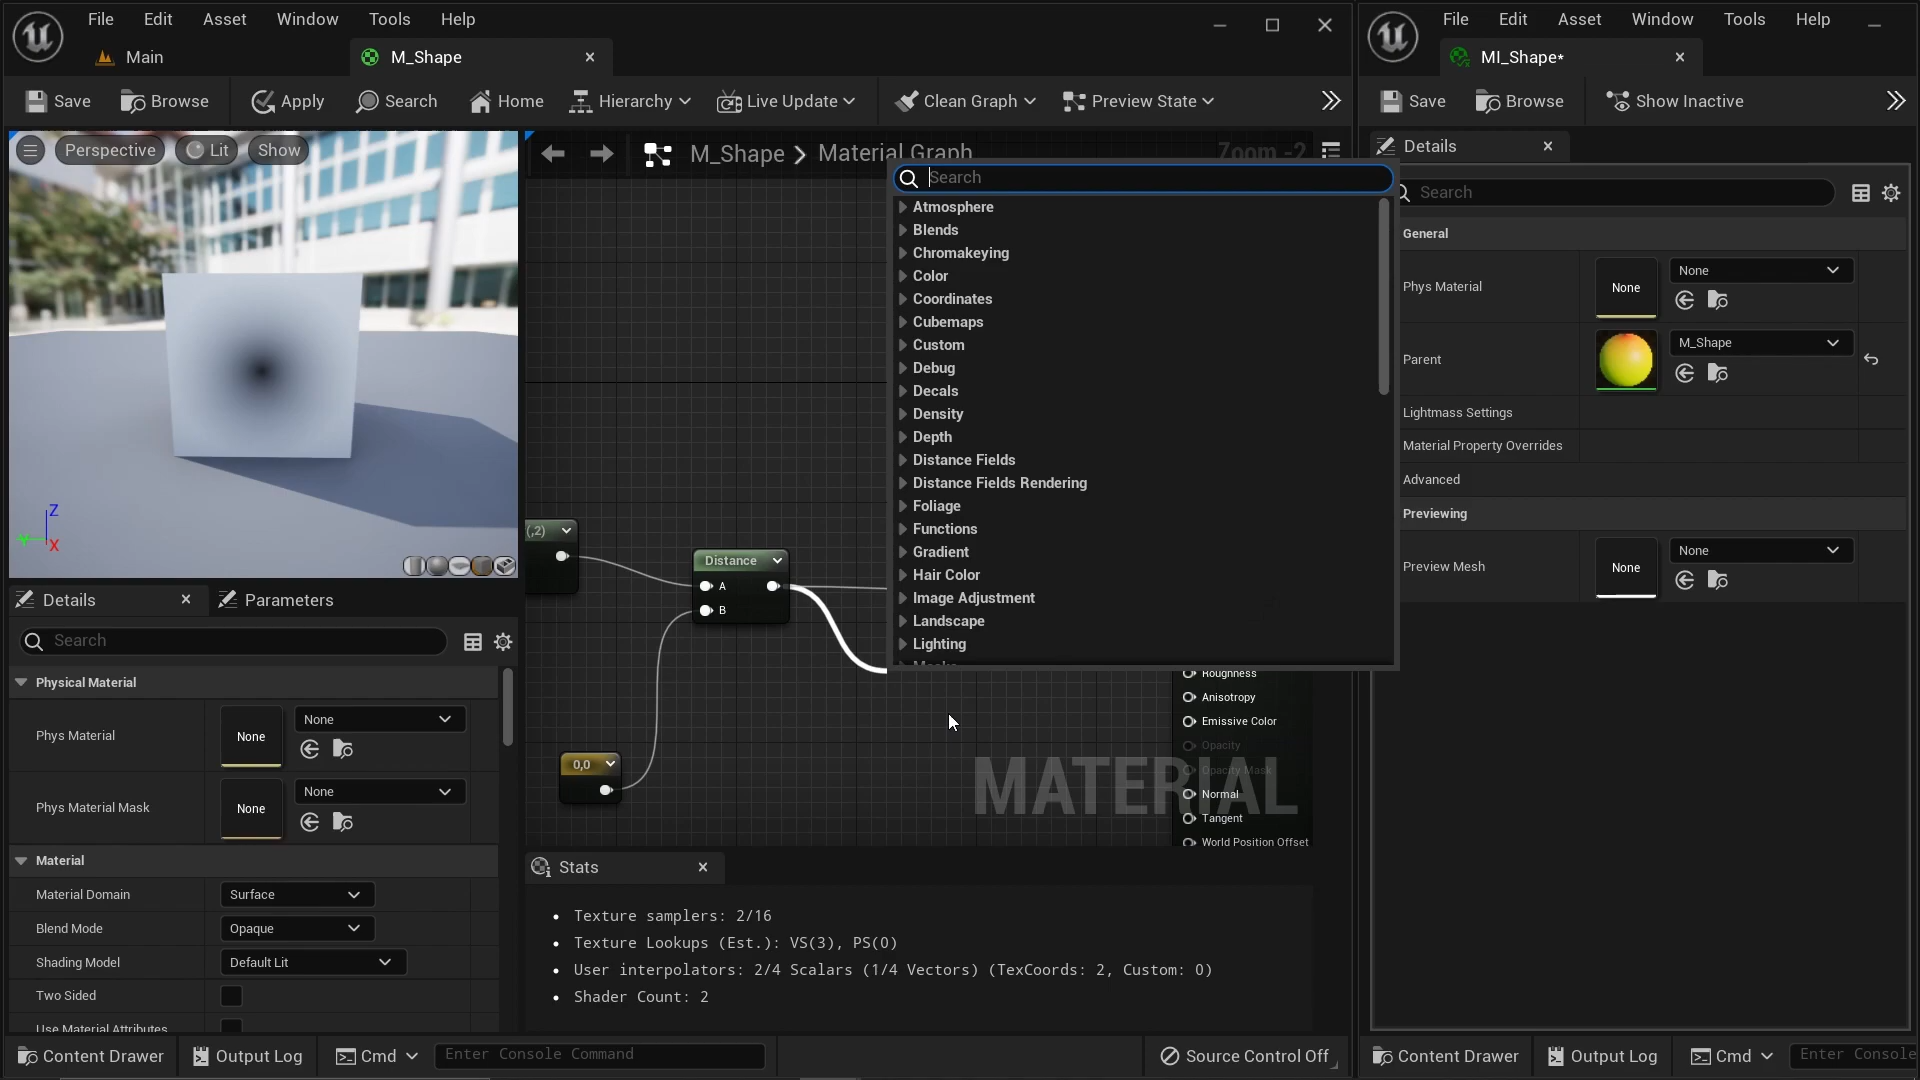 File Edit Asset Window Tools Help
Main M_Shape
Save Browse Apply Search Home Hierarchy Live Update Clean Graph Preview State
Perspective Lit Show
M_Shape > Material Graph Zoom -2
Search
Atmosphere
Blends
Chromakeying
Color
Coordinates
Cubemaps
Custom
Debug
Decals
Density
Depth
Distance Fields
Distance Fields Rendering
Foliage
Functions
Gradient
Hair Color
Image Adjustment
Landscape
Lighting
Masks
Z
Y
X
(,2)
Distance
A
B
0,0
Roughness
Anisotropy
Emissive Color
Opacity
Opacity Mask
Normal
Tangent
World Position Offset
MATERIAL
Details Parameters
Search
Physical Material
Phys Material None None
Phys Material Mask None None
Material
Material Domain Surface
Blend Mode Opaque
Shading Model Default Lit
Two Sided
Use Material Attributes
Stats
Texture samplers: 2/16
Texture Lookups (Est.): VS(3), PS(0)
User interpolators: 2/4 Scalars (1/4 Vectors) (TexCoords: 2, Custom: 0)
Shader Count: 2
Content Drawer Output Log Cmd Enter Console Command Source Control Off
File Edit Asset Window Tools Help
MI_Shape*
Save Browse Show Inactive
Details
Search
General
Phys Material None None
Parent M_Shape
Lightmass Settings
Material Property Overrides
Advanced
Previewing
Preview Mesh None None
Content Drawer Output Log Cmd Enter Console